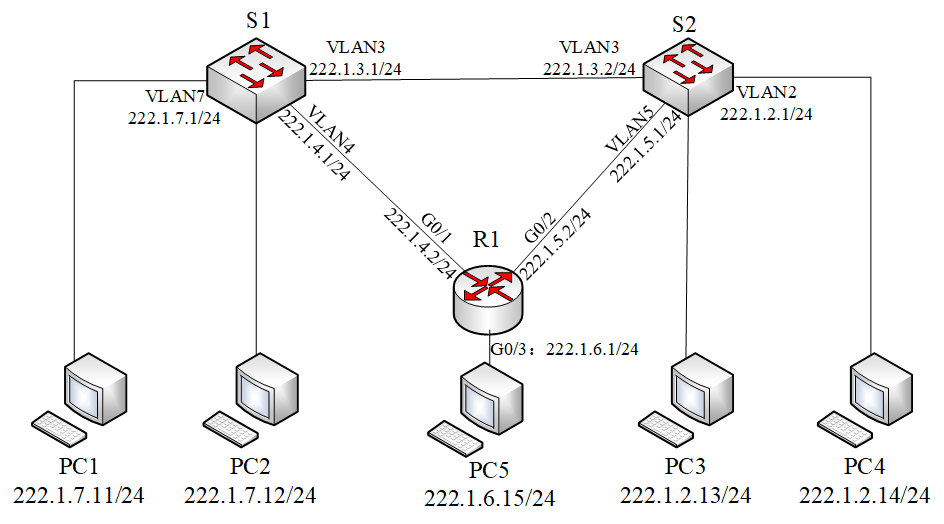 S1
S2
VLAN3
222.1.3.1/24
VLAN3
222.1.3.2/24
VLAN7
222.1.7.1/24
VLAN2
222.1.2.1/24
VLAN4
222.1.4.1/24
VLAN5
222.1.5.1/24
G0/1
222.1.4.2/24
R1
G0/2
222.1.5.2/24
G0/3：222.1.6.1/24
PC1
222.1.7.11/24
PC2
222.1.7.12/24
PC5
222.1.6.15/24
PC3
222.1.2.13/24
PC4
222.1.2.14/24